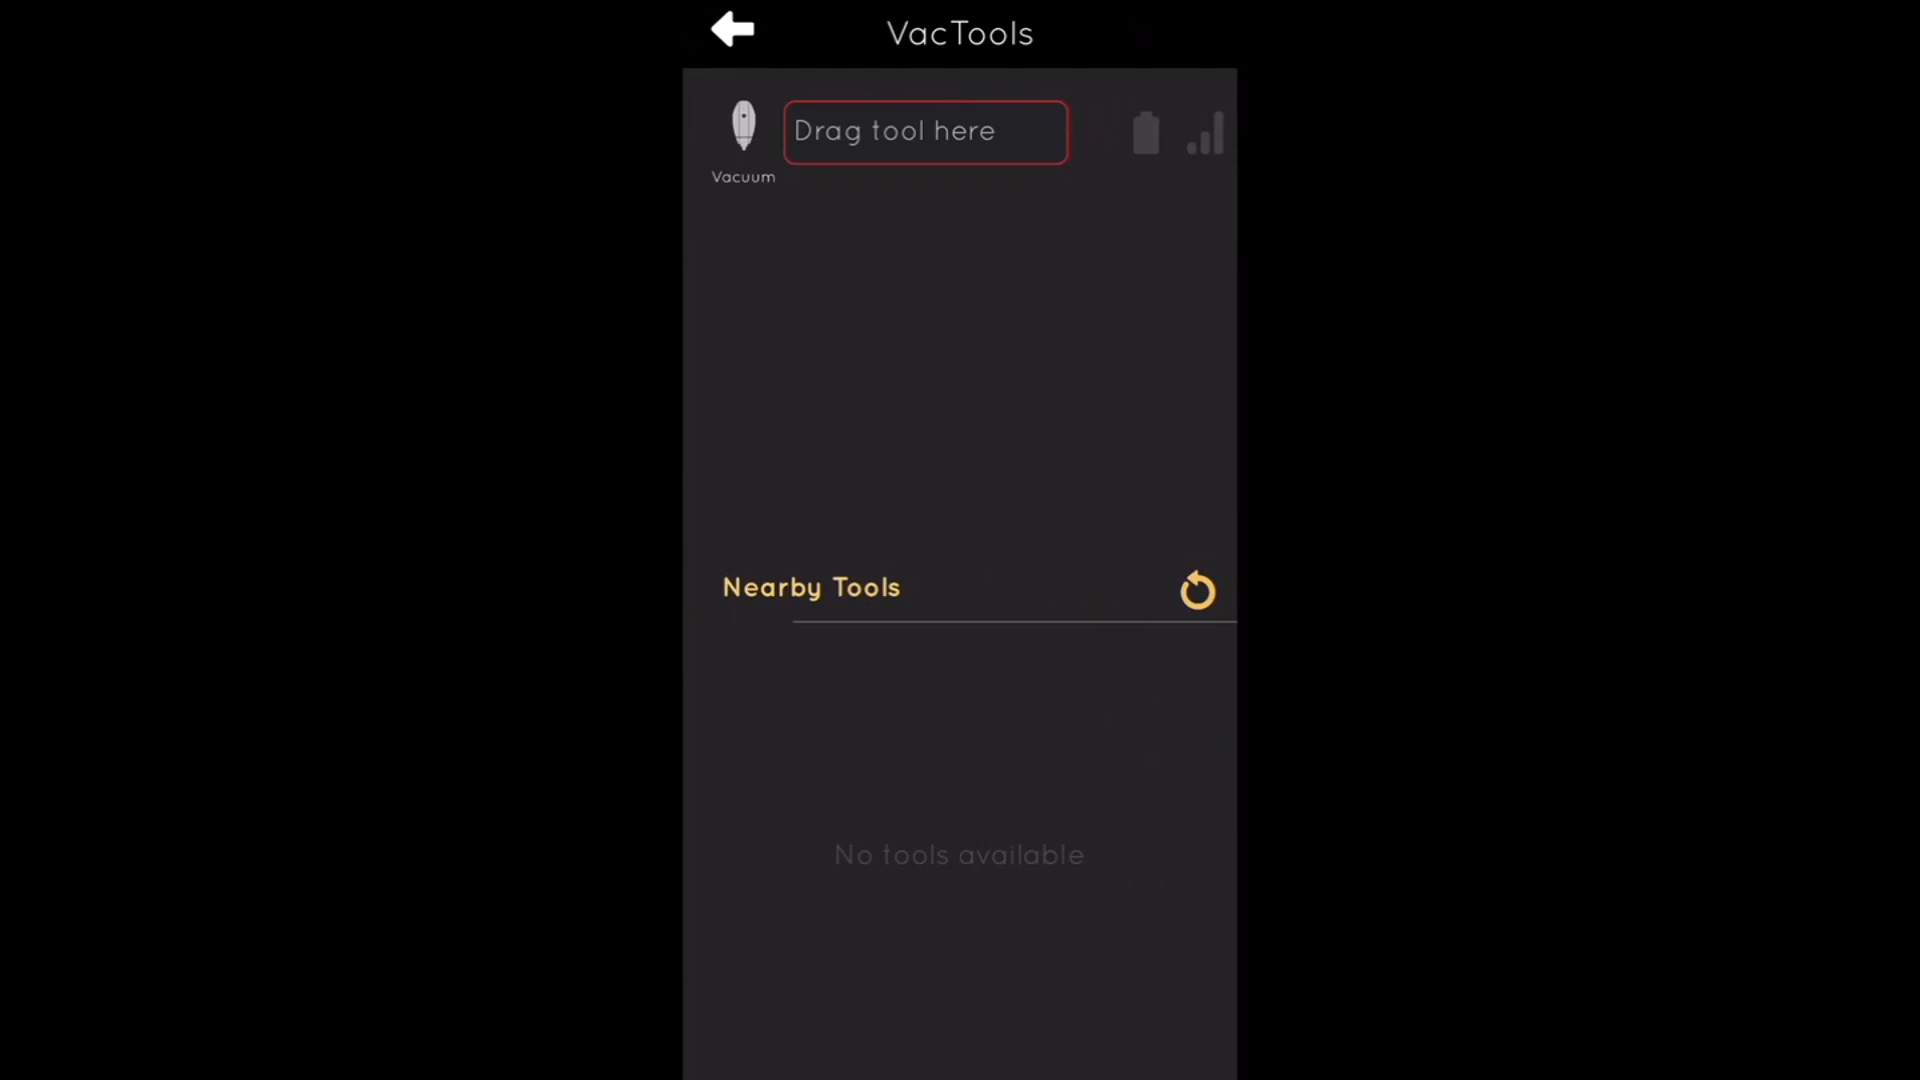 VacTools
Drag tool here
Vacuum
Nearby Tools
No tools available